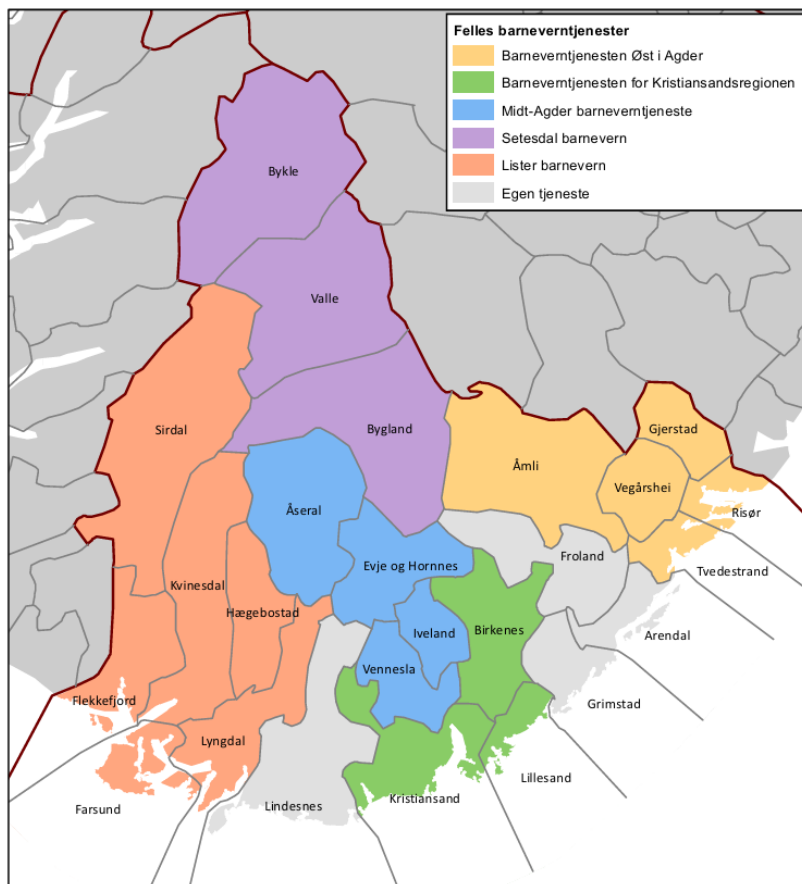 Felles barneverntjenester
Barneverntjenesten Øst i Agder
Barneverntjenesten for Kristiansandsregionen
Midt-Agder barneverntjeneste
Setesdal barnevern
Lister barnevern
Egen tjeneste
Bykle
Valle
Sirdal
Bygland
Gjerstad
Åmli
Vegårshei
Risør
Åseral
Froland
Evje og Hornnes
Tvedestrand
Kvinesdal
Hægebostad
Iveland
Birkenes
Arendal
Vennesla
Flekkefjord
Grimstad
Lyngdal
Lillesand
Farsund
Lindesnes
Kristiansand